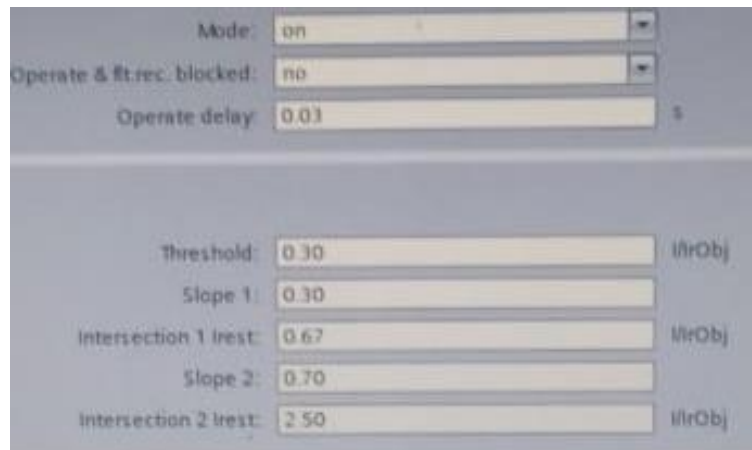 Mode: on
Operate & flt.rec. blocked: no
Operate delay: 0.03 s
Threshold: 0.30 I/IrObj
Slope 1: 0.30
Intersection 1 Irest: 0.67 I/IrObj
Slope 2: 0.70
Intersection 2 Irest: 2.50 I/IrObj